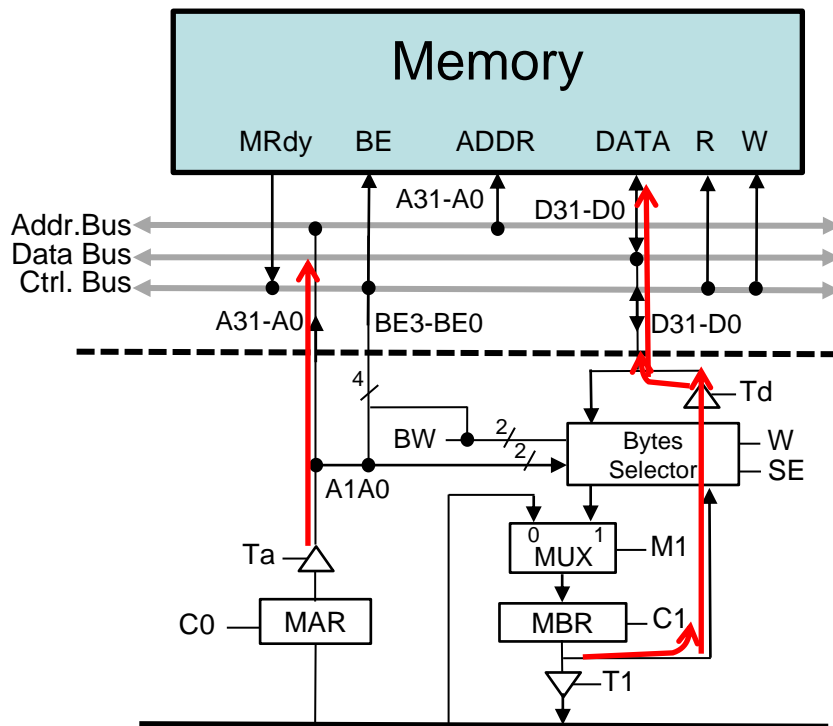 Memory
MRdy BE ADDR DATA R W
A31-A0 D31-D0
Addr.Bus
Data Bus
Ctrl. Bus
A31-A0 BE3-BE0 D31-D0
4
Td
BW 2 Bytes W
2 Selector SE
A1A0
0 1
MUX M1
Ta
C0 MAR MBR C1
T1